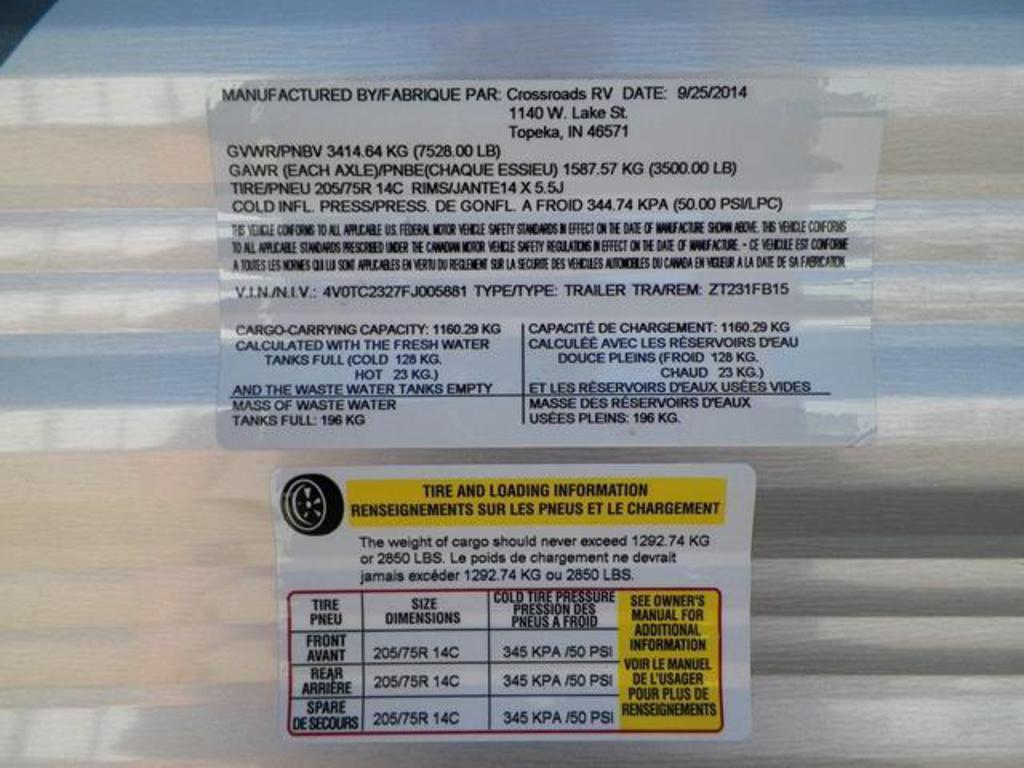 MANUFACTURED BY/FABRIQUE PAR: Crossroads RV DATE: 9/25/2014
1140 W. Lake St.
Topeka, IN 46571
GVWR/PNBV 3414.64 KG (7528.00 LB)
GAWR (EACH AXLE)/PNBE(CHAQUE ESSIEU) 1587.57 KG (3500.00 LB)
TIRE/PNEU 205/75R 14C RIMS/JANTE14 X 5.5J
COLD INFL. PRESS/PRESS. DE GONFL. A FROID 344.74 KPA (50.00 PSI/LPC)
THIS VEHICLE CONFORMS TO ALL APPLICABLE U.S. FEDERAL MOTOR VEHICLE SAFETY STANDARDS IN EFFECT ON THE DATE OF MANUFACTURE SHOWN ABOVE. THIS VEHICLE CONFORMS
TO ALL APPLICABLE STANDARDS PRESCRIBED UNDER THE CANADIAN MOTOR VEHICLE SAFETY REGULATIONS IN EFFECT ON THE DATE OF MANUFACTURE. - CE VEHICULE EST CONFORME
A TOUTES LES NORMES QUI LUI SONT APPLICABLES EN VERTU DU REGLEMENT SUR LA SECURITE DES VEHICULES AUTOMOBILES DU CANADA EN VIGUEUR A LA DATE DE SA FABRICATION.
V.I.N./N.I.V.: 4V0TC2327FJ005881 TYPE/TYPE: TRAILER TRA/REM: ZT231FB15
CARGO-CARRYING CAPACITY: 1160.29 KG
CALCULATED WITH THE FRESH WATER
TANKS FULL (COLD 128 KG.
HOT 23 KG.)
AND THE WASTE WATER TANKS EMPTY
MASS OF WASTE WATER
TANKS FULL: 196 KG
CAPACITÉ DE CHARGEMENT: 1160.29 KG
CALCULÉÉ AVEC LES RÉSERVOIRS D'EAU
DOUCE PLEINS (FROID 128 KG.
CHAUD 23 KG.)
ET LES RÉSERVOIRS D'EAUX USÉES VIDES
MASSE DES RÉSERVOIRS D'EAUX
USÉES PLEINS: 196 KG.
TIRE AND LOADING INFORMATION
RENSEIGNEMENTS SUR LES PNEUS ET LE CHARGEMENT
The weight of cargo should never exceed 1292.74 KG
or 2850 LBS. Le poids de chargement ne devrait
jamais excéder 1292.74 KG ou 2850 LBS.
TIRE
PNEU
SIZE
DIMENSIONS
COLD TIRE PRESSURE
PRESSION DES
PNEUS A FROID
FRONT
AVANT
205/75R 14C
345 KPA /50 PSI
REAR
ARRIÈRE
205/75R 14C
345 KPA /50 PSI
SPARE
DE SECOURS
205/75R 14C
345 KPA /50 PSI
SEE OWNER'S
MANUAL FOR
ADDITIONAL
INFORMATION
VOIR LE MANUEL
DE L'USAGER
POUR PLUS DE
RENSEIGNEMENTS